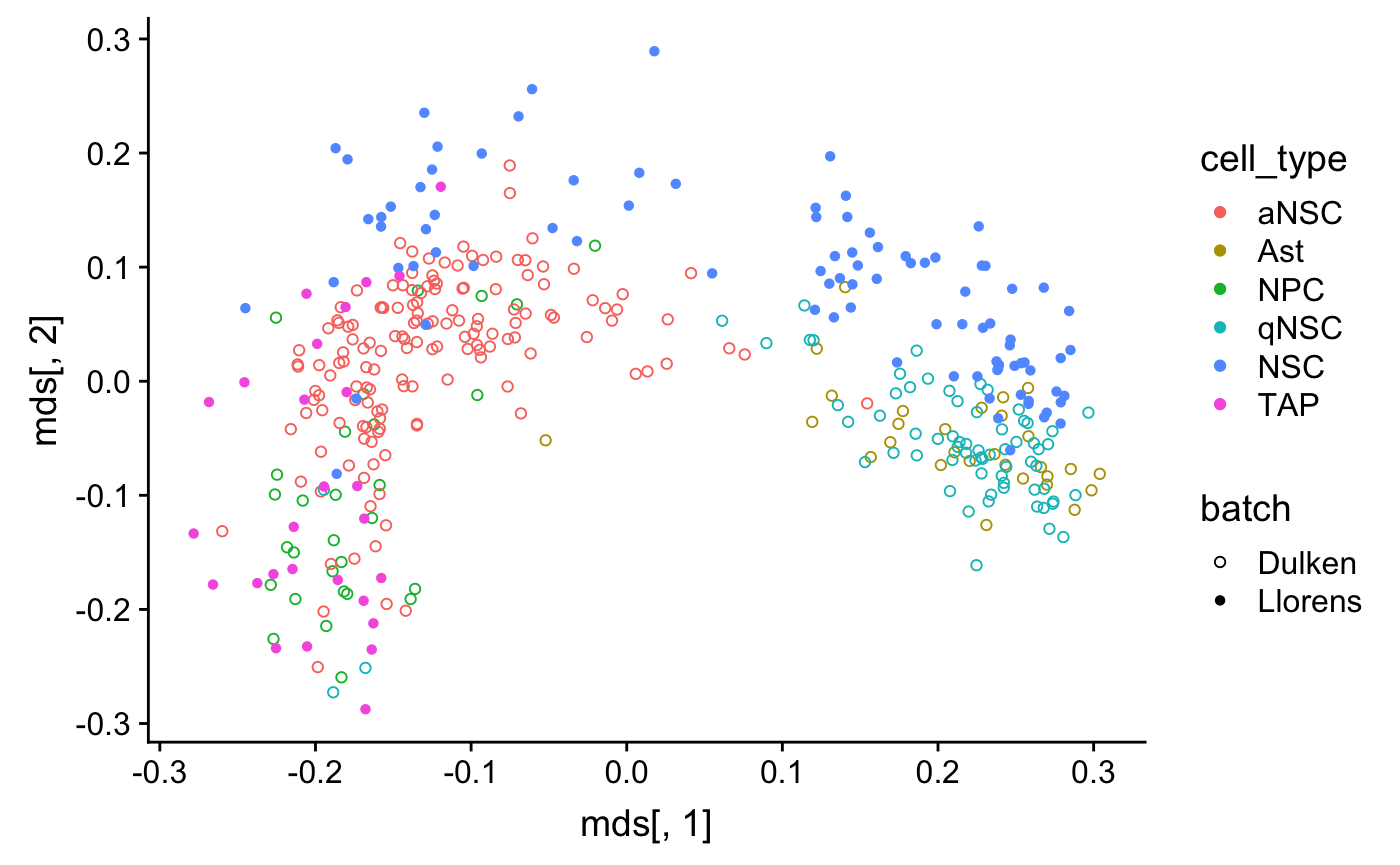 0.3
0.2
0.1
0.0
-0.1
-0.2
-0.3
mds[, 2]
-0.3 -0.2 -0.1 0.0 0.1 0.2 0.3
mds[, 1]
cell_type
aNSC
Ast
NPC
qNSC
NSC
TAP
batch
Dulken
Llorens